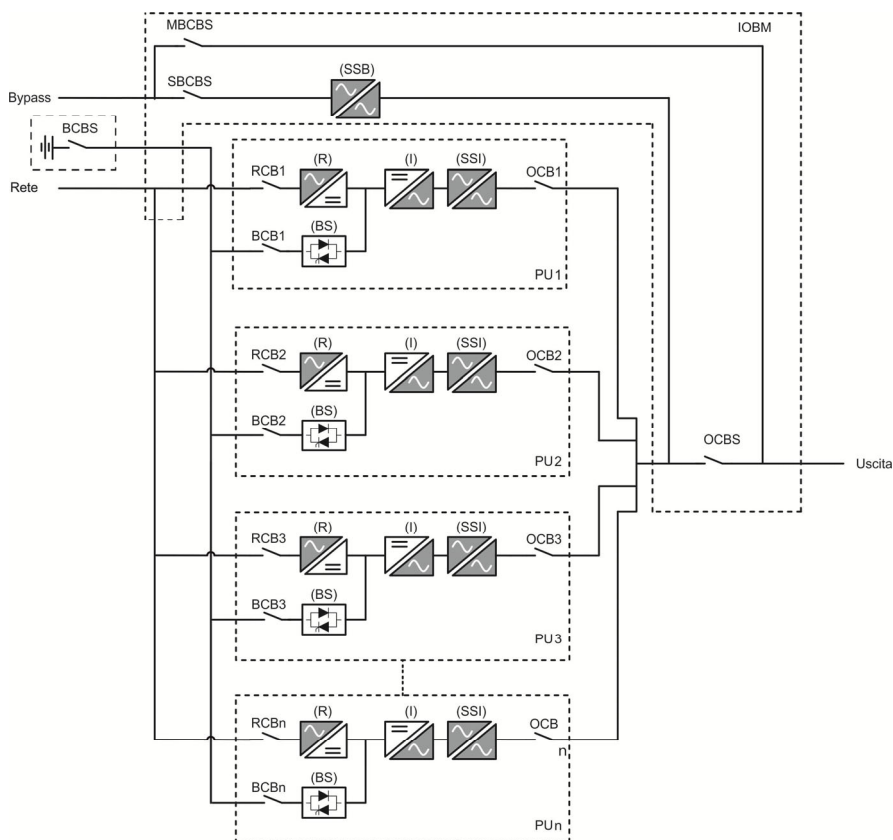 MBCBS
IOBM
(SSB)
SBCBS
Bypass
BCBS
Rete
RCB1
(R)
(I)
(SSI)
OCB1
BCB1
(BS)
PU1
RCB2
(R)
(I)
(SSI)
OCB2
BCB2
(BS)
PU2
OCBS
Uscita
RCB3
(R)
(I)
(SSI)
OCB3
BCB3
(BS)
PU3
RCBn
(R)
(I)
(SSI)
OCB
n
BCBn
(BS)
PUn